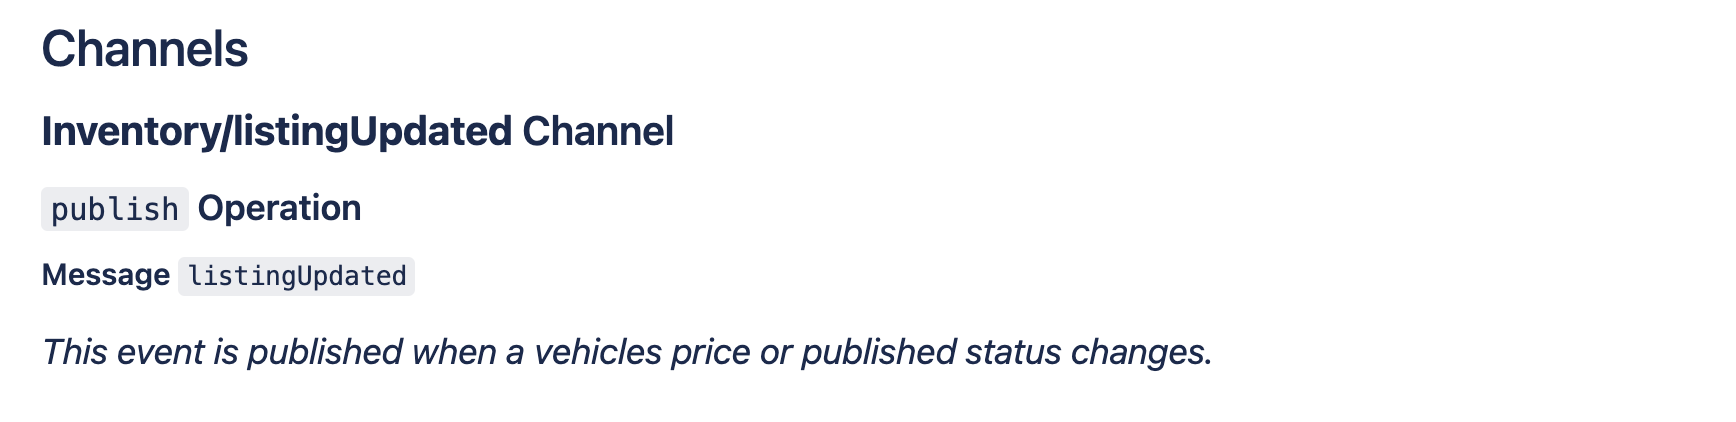 Channels
Inventory/listingUpdated Channel
publish Operation
Message listingUpdated
This event is published when a vehicles price or published status changes.